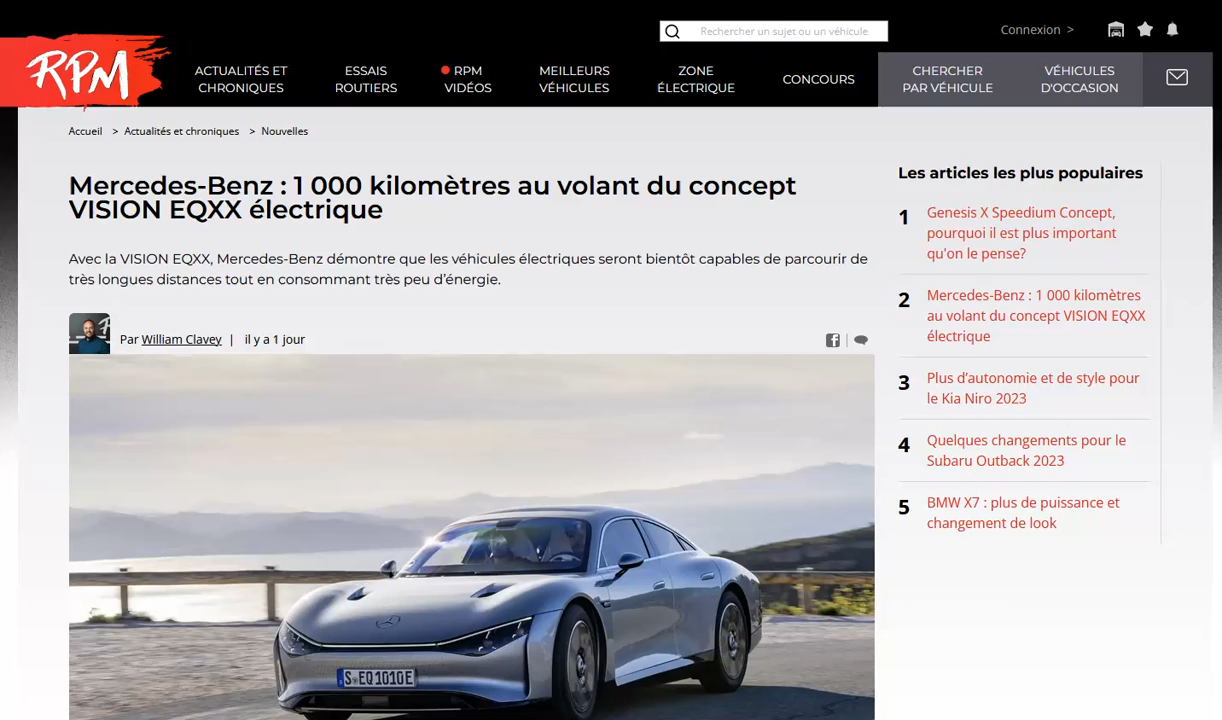 Rechercher un sujet ou un véhicule
Connexion >
RPM
ACTUALITÉS ET
CHRONIQUES
ESSAIS
ROUTIERS
RPM
VIDÉOS
MEILLEURS
VÉHICULES
ZONE
ÉLECTRIQUE
CONCOURS
CHERCHER
PAR VÉHICULE
VÉHICULES
D'OCCASION
Accueil > Actualités et chroniques > Nouvelles
Mercedes-Benz : 1 000 kilomètres au volant du concept
VISION EQXX électrique
Avec la VISION EQXX, Mercedes-Benz démontre que les véhicules électriques seront bientôt capables de parcourir de
très longues distances tout en consommant très peu d’énergie.
Par William Clavey | il y a 1 jour
S EQ 1010E
Les articles les plus populaires
1 Genesis X Speedium Concept,
pourquoi il est plus important
qu'on le pense?
2 Mercedes-Benz : 1 000 kilomètres
au volant du concept VISION EQXX
électrique
3 Plus d’autonomie et de style pour
le Kia Niro 2023
4 Quelques changements pour le
Subaru Outback 2023
5 BMW X7 : plus de puissance et
changement de look